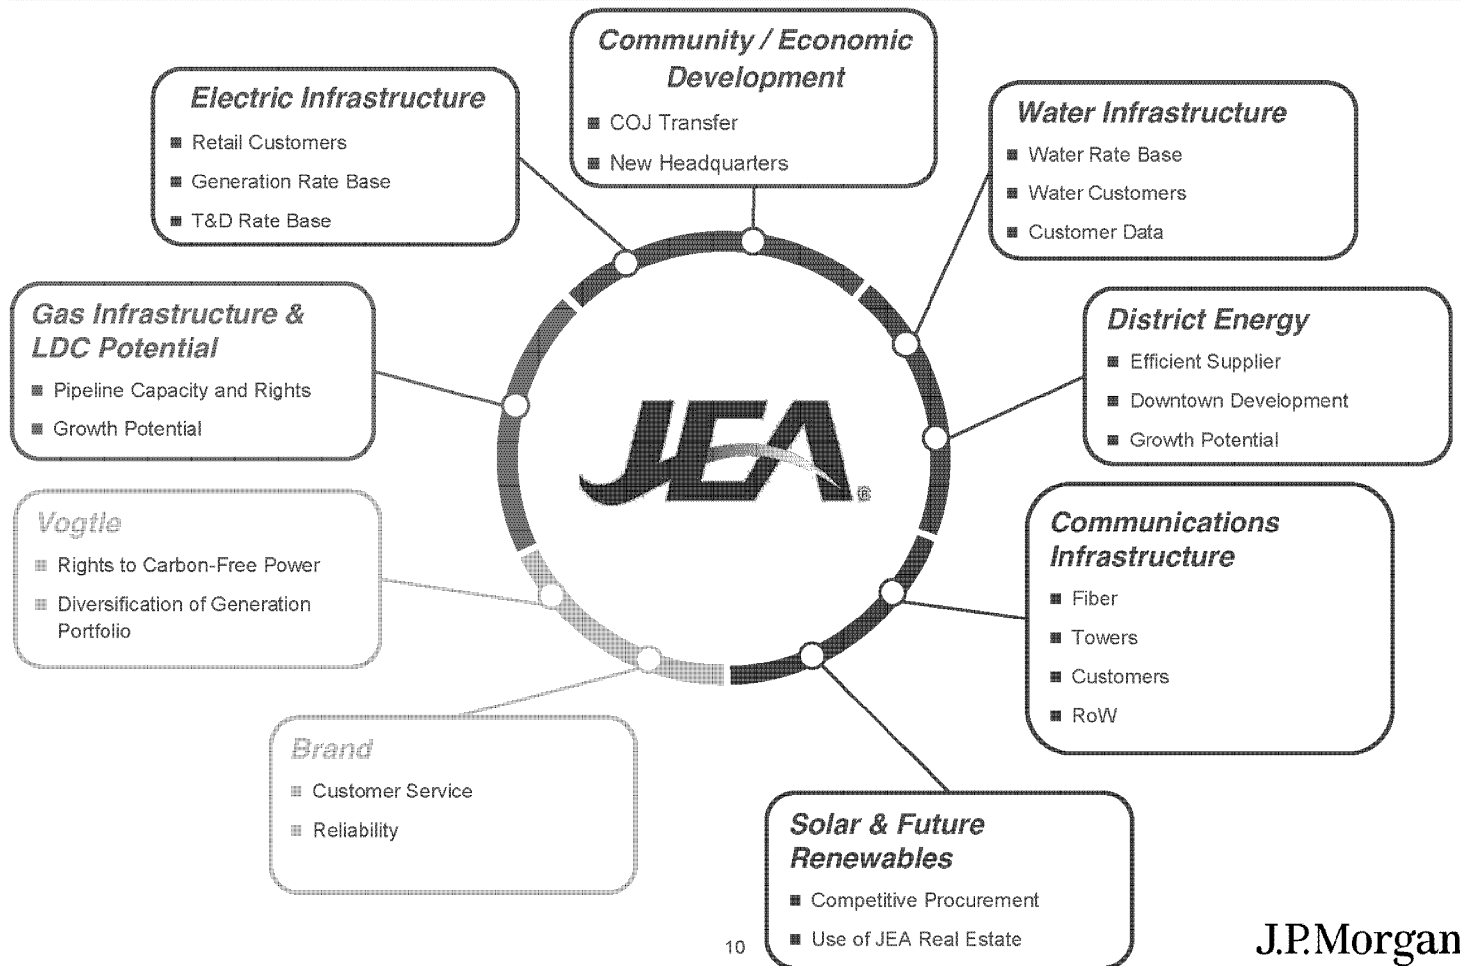 Community / Economic
Development
■ COJ Transfer
■ New Headquarters
Electric Infrastructure
■ Retail Customers
■ Generation Rate Base
■ T&D Rate Base
Water Infrastructure
■ Water Rate Base
■ Water Customers
■ Customer Data
Gas Infrastructure &
LDC Potential
■ Pipeline Capacity and Rights
■ Growth Potential
District Energy
■ Efficient Supplier
■ Downtown Development
■ Growth Potential
JEA®
Vogtle
■ Rights to Carbon-Free Power
■ Diversification of Generation
Portfolio
Communications
Infrastructure
■ Fiber
■ Towers
■ Customers
■ RoW
Brand
■ Customer Service
■ Reliability
Solar & Future
Renewables
■ Competitive Procurement
■ Use of JEA Real Estate
10
J.P.Morgan